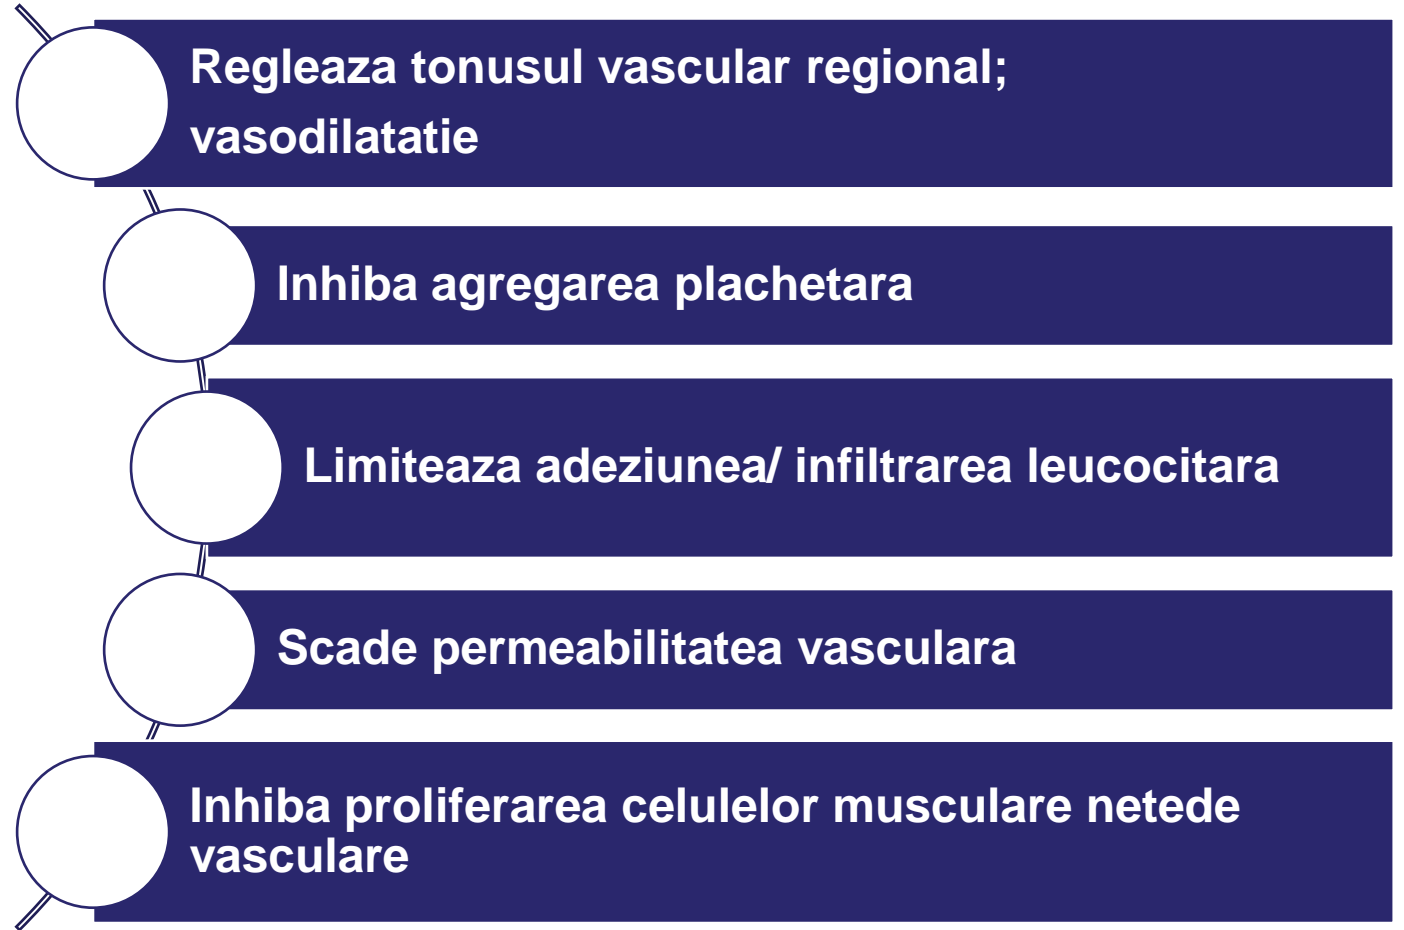 Regleaza tonusul vascular regional;
vasodilatatie
Inhiba agregarea plachetara
Limiteaza adeziunea/ infiltrarea leucocitara
Scade permeabilitatea vasculara
Inhiba proliferarea celulelor musculare netede
vasculare